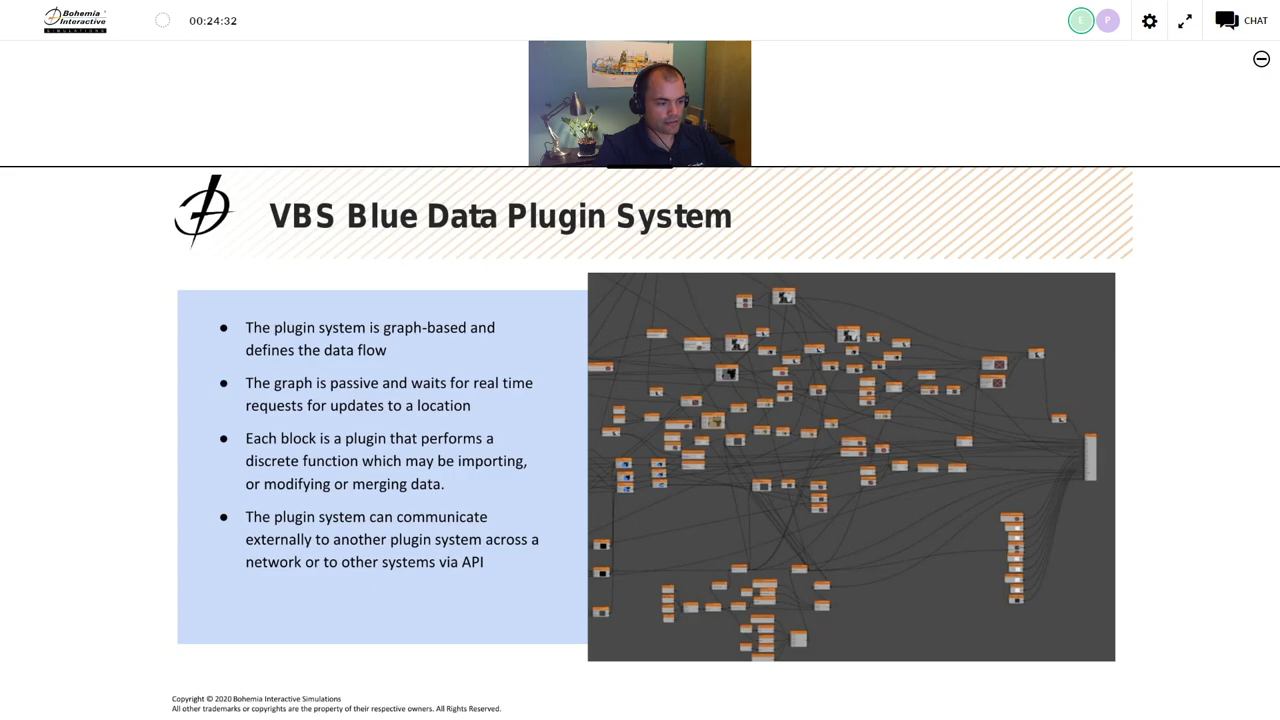 Bohemia
Interactive
SIMULATIONS
00:24:32
E
P
CHAT
VBS Blue Data Plugin System
● The plugin system is graph-based and
defines the data flow
● The graph is passive and waits for real time
requests for updates to a location
● Each block is a plugin that performs a
discrete function which may be importing,
or modifying or merging data.
● The plugin system can communicate
externally to another plugin system across a
network or to other systems via API
Copyright © 2020 Bohemia Interactive Simulations
All other trademarks or copyrights are the property of their respective owners. All Rights Reserved.